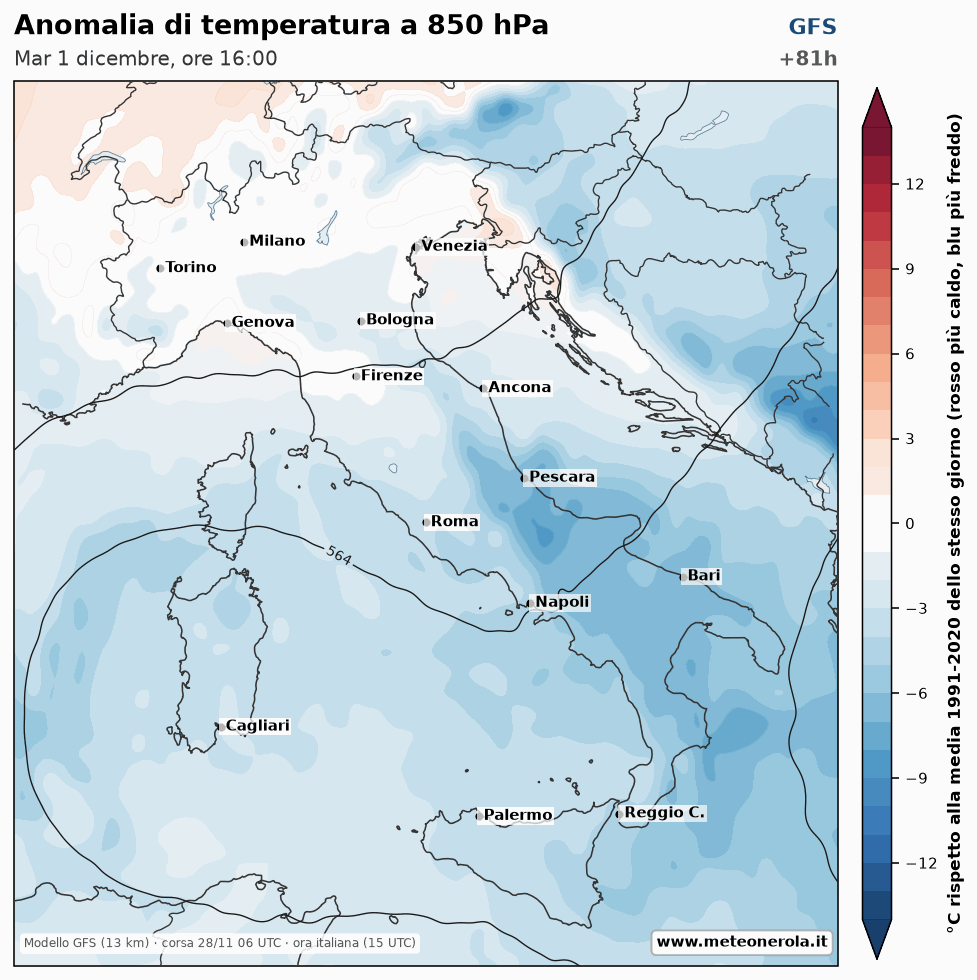 Anomalia di temperatura a 850 hPa
GFS
Mar 1 dicembre, ore 16:00
+81h
Milano
Venezia
Torino
Genova
Bologna
Firenze
Ancona
Pescara
Roma
564
Bari
Napoli
Cagliari
Palermo
Reggio C.
12
9
6
3
0
−3
−6
−9
−12
°C rispetto alla media 1991-2020 dello stesso giorno (rosso più caldo, blu più freddo)
Modello GFS (13 km) · corsa 28/11 06 UTC · ora italiana (15 UTC)
www.meteonerola.it